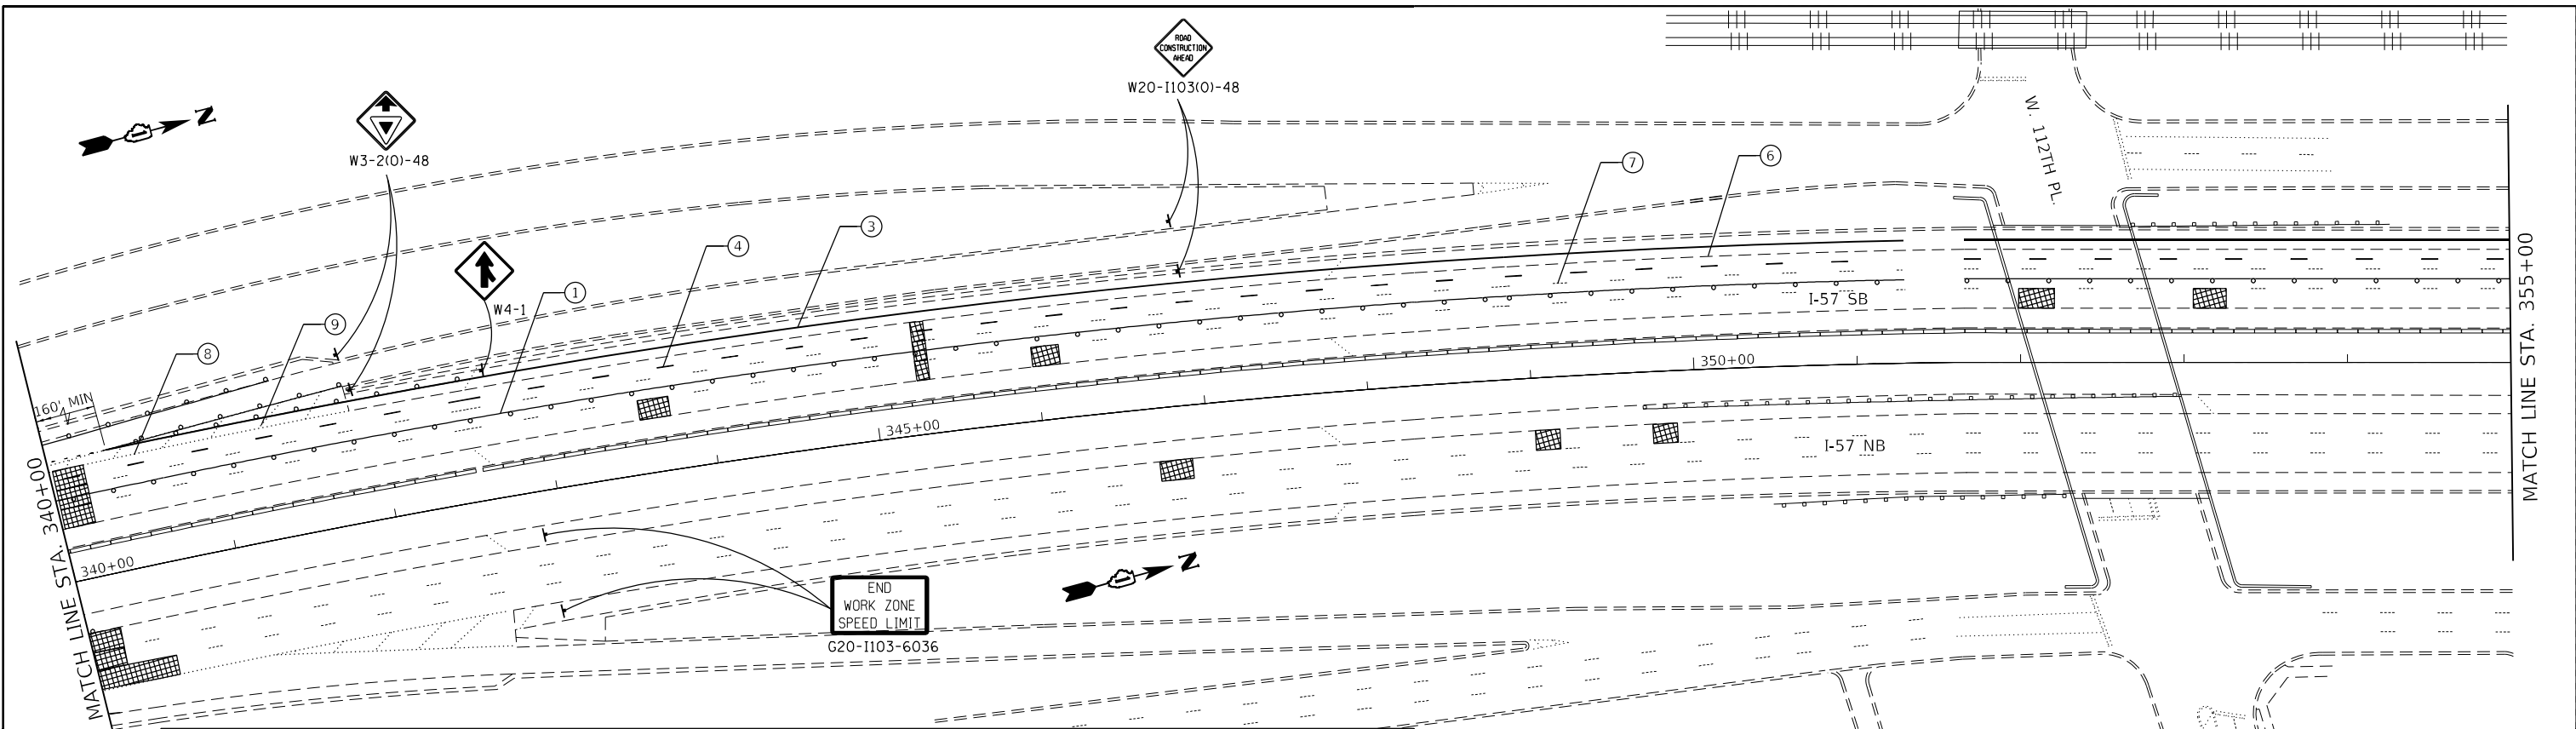 ROAD
CONSTRUCTION
AHEAD
W20-I103(O)-48
N
W3-2(O)-48
W. 112TH PL.
7
6
3
4
W4-1
1
9
8
160' MIN
I-57 SB
350+00
345+00
340+00
I-57 NB
MATCH LINE STA. 340+00
MATCH LINE STA. 355+00
N
END
WORK ZONE
SPEED LIMIT
G20-I103-6036